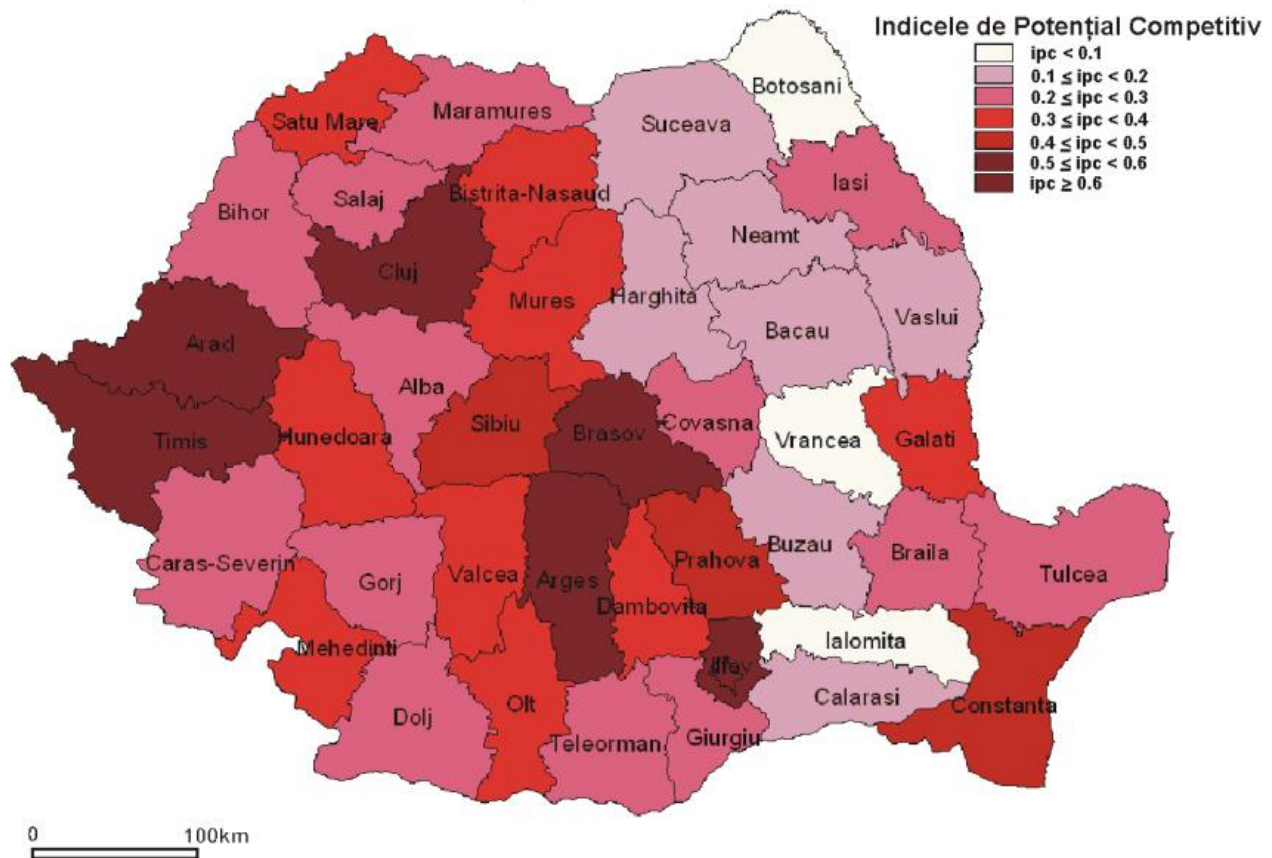 Indicele de Potențial Competitiv
ipc < 0.1
0.1 ≤ ipc < 0.2
0.2 ≤ ipc < 0.3
0.3 ≤ ipc < 0.4
0.4 ≤ ipc < 0.5
0.5 ≤ ipc < 0.6
ipc ≥ 0.6
Botosani
Satu Mare
Maramures
Suceava
Iasi
Salaj
Bistrita-Nasaud
Bihor
Neamt
Cluj
Mures
Harghita
Vaslui
Bacau
Arad
Alba
Timis
Hunedoara
Sibiu
Brasov
Covasna
Vrancea
Galati
Caras-Severin
Gorj
Valcea
Arges
Prahova
Buzau
Braila
Tulcea
Dambovita
Mehedinti
Ialomita
Calarasi
Constanta
Dolj
Olt
Teleorman
Giurgiu
0
100km